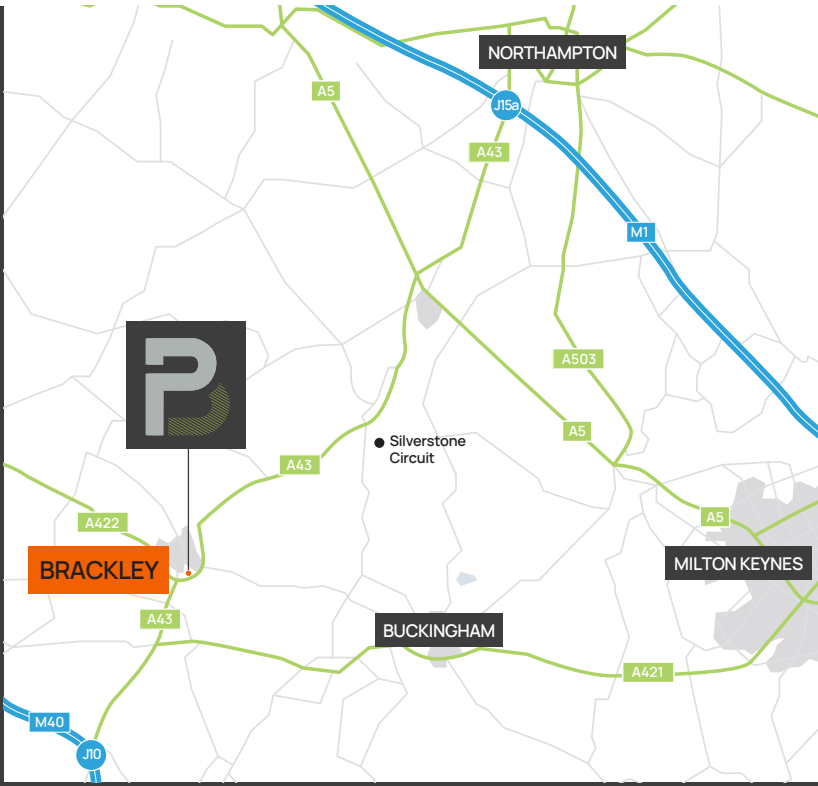 NORTHAMPTON
A5
J15a
A43
M1
A503
A5
Silverstone
Circuit
A43
A5
A422
MILTON KEYNES
BRACKLEY
A43
BUCKINGHAM
A421
M40
J10